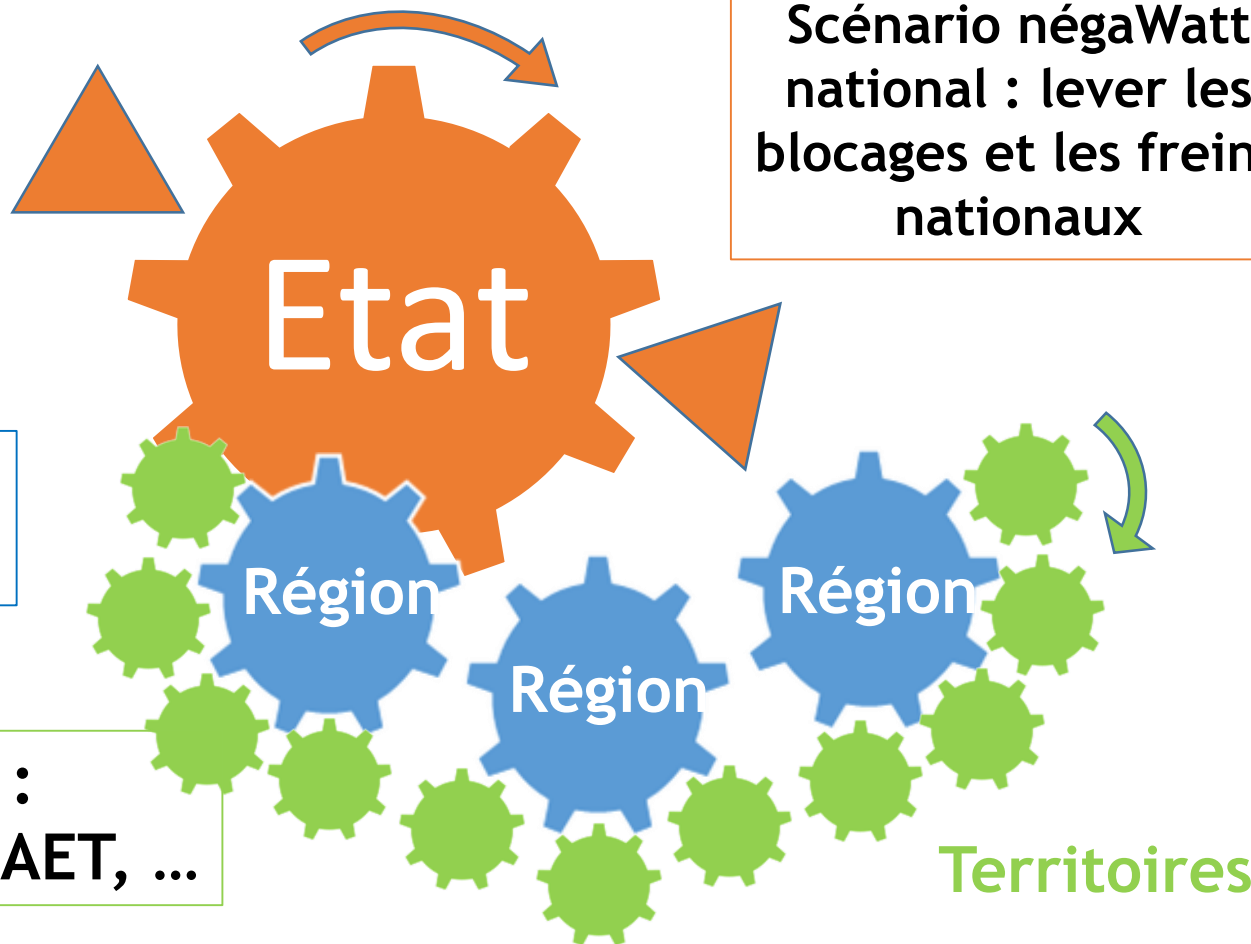 Scénario négaWatt
national : lever les
blocages et les frein
nationaux
Etat
Région
Région
Région
:
AET, ...
Territoires